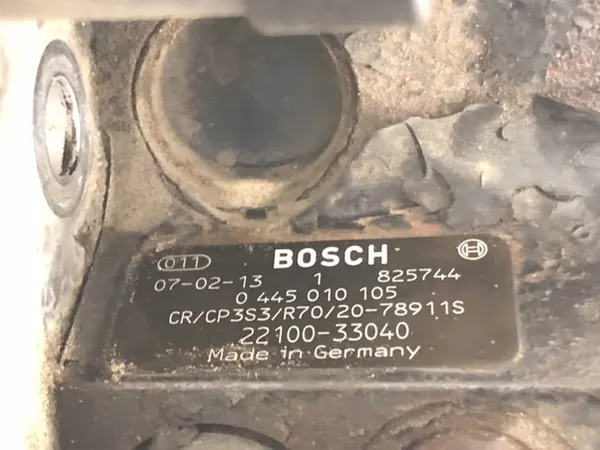 011 BOSCH
07-02-13 1 825744
0 445 010 105
CR/CP3S3/R70/20-78911S
22100-33040
Made in Germany